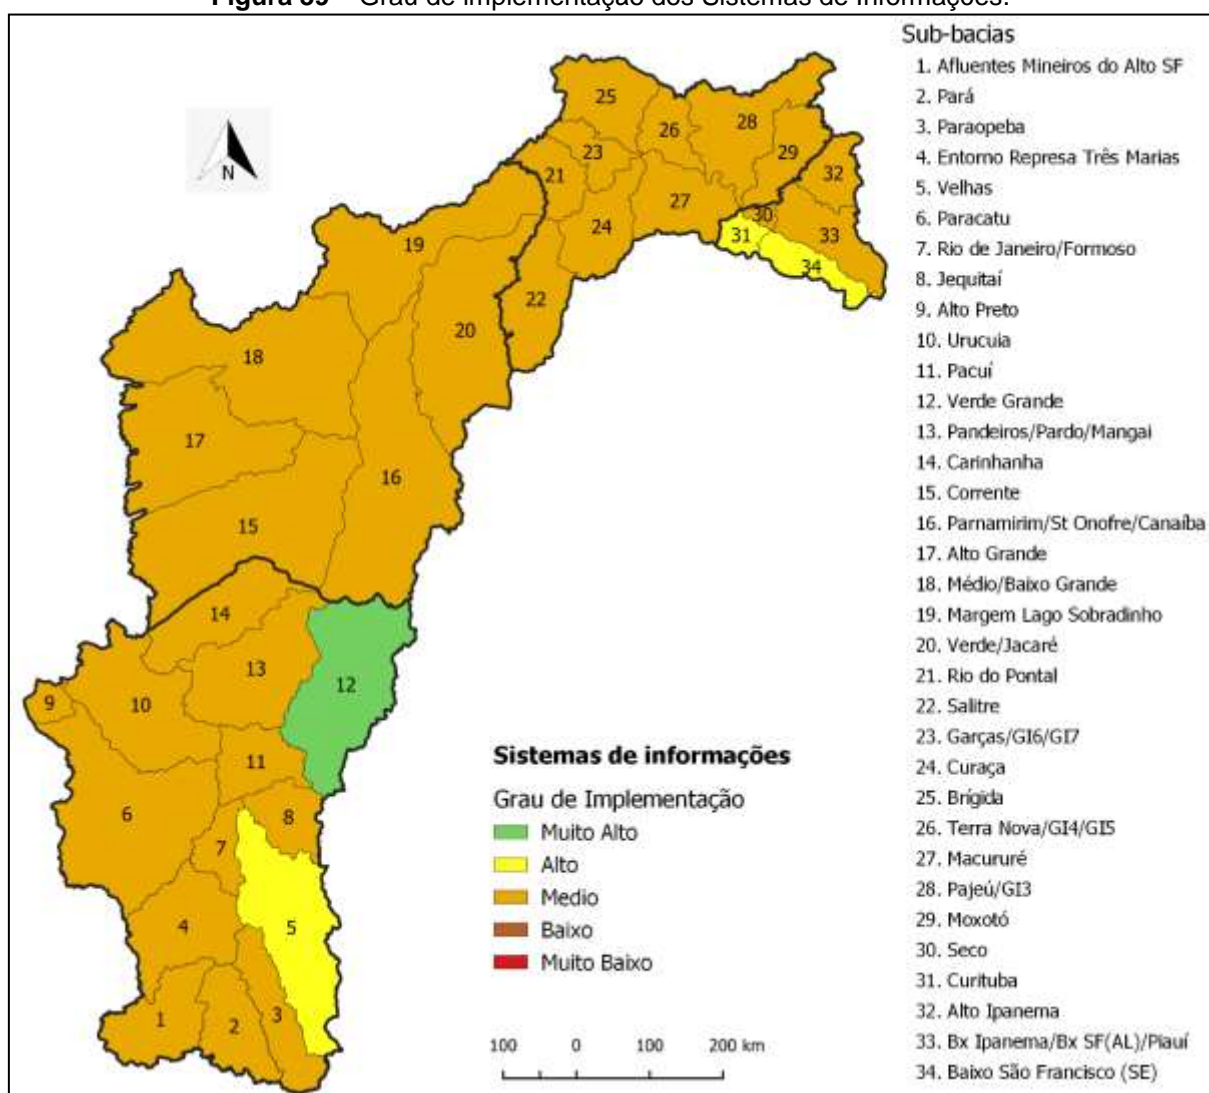 Figura 39 – Grau de implementação dos Sistemas de Informações.
Sub-bacias
1. Afluentes Mineiros do Alto SF
2. Pará
3. Paraopeba
4. Entorno Represa Três Marias
5. Velhas
6. Paracatu
7. Rio de Janeiro/Formoso
8. Jequitaí
9. Alto Preto
10. Urucuia
11. Pacuí
12. Verde Grande
13. Pandeiros/Pardo/Mangai
14. Carinhanha
15. Corrente
16. Parnamirim/St Onofre/Canaíba
17. Alto Grande
18. Médio/Baixo Grande
19. Margem Lago Sobradinho
20. Verde/Jacaré
21. Rio do Pontal
22. Salitre
23. Garças/GI6/GI7
24. Curaça
25. Brígida
26. Terra Nova/GI4/GI5
27. Macururé
28. Pajeú/GI3
29. Moxotó
30. Seco
31. Curituba
32. Alto Ipanema
33. Bx Ipanema/Bx SF(AL)/Piauí
34. Baixo São Francisco (SE)
N
25
26
28
23
29
21
32
27
30
24
31
33
19
34
22
20
18
17
16
15
14
13
12
9
10
11
6
8
7
4
5
3
1
2
Sistemas de informações
Grau de Implementação
Muito Alto
Alto
Medio
Baixo
Muito Baixo
100 0 100 200 km